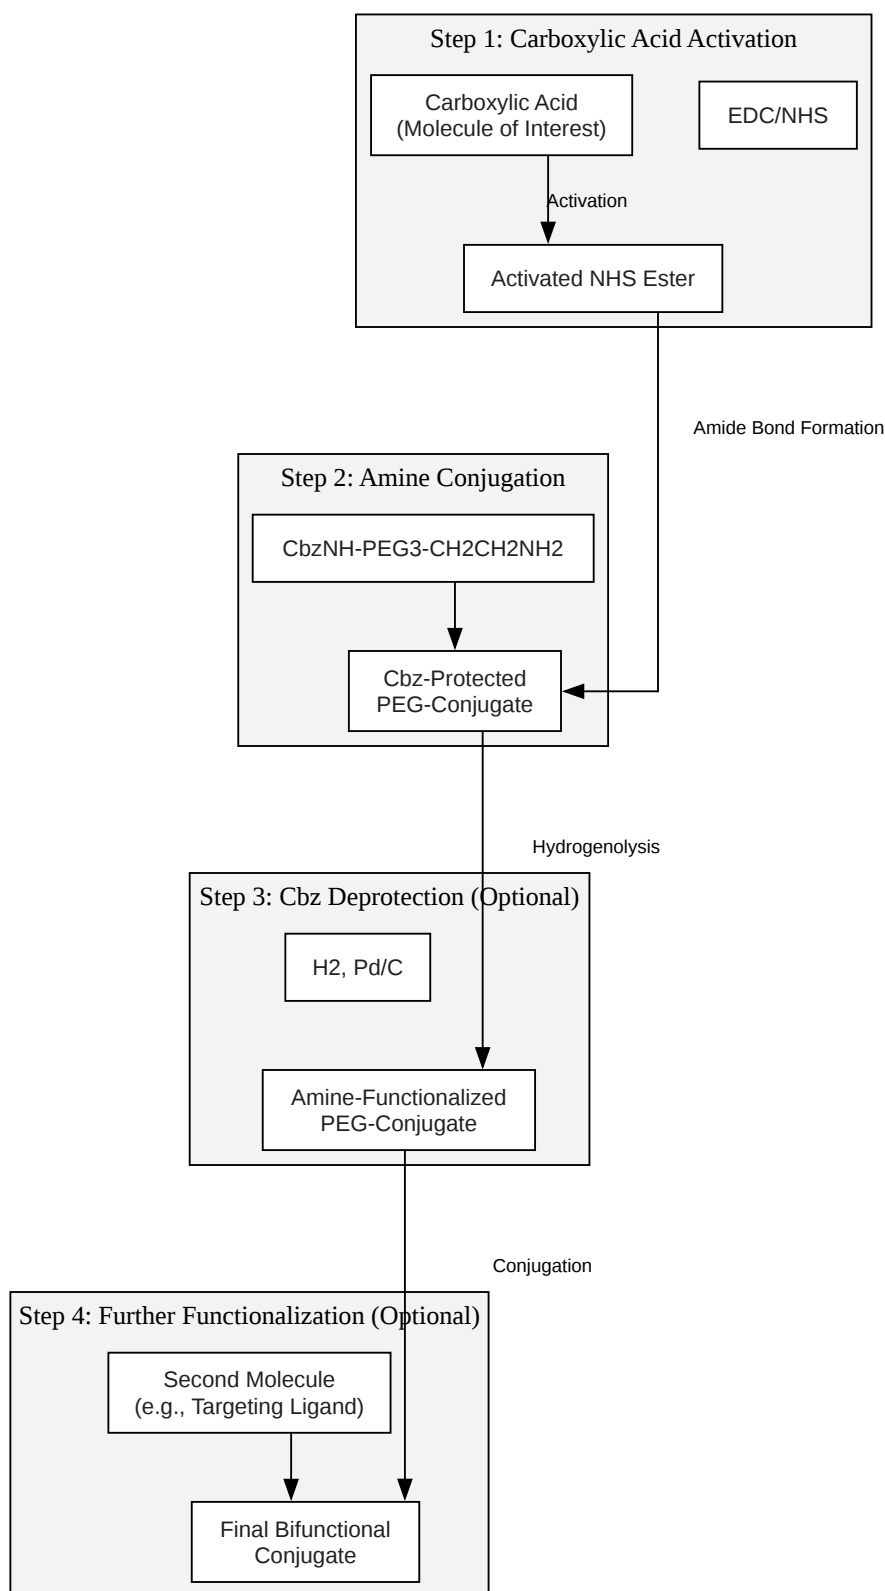 Step 1: Carboxylic Acid Activation
Carboxylic Acid
(Molecule of Interest)
EDC/NHS
Activation
Activated NHS Ester
Amide Bond Formation
Step 2: Amine Conjugation
CbzNH-PEG3-CH2CH2NH2
Cbz-Protected
PEG-Conjugate
Hydrogenolysis
Step 3: Cbz Deprotection (Optional)
H2, Pd/C
Amine-Functionalized
PEG-Conjugate
Conjugation
Step 4: Further Functionalization (Optional)
Second Molecule
(e.g., Targeting Ligand)
Final Bifunctional
Conjugate